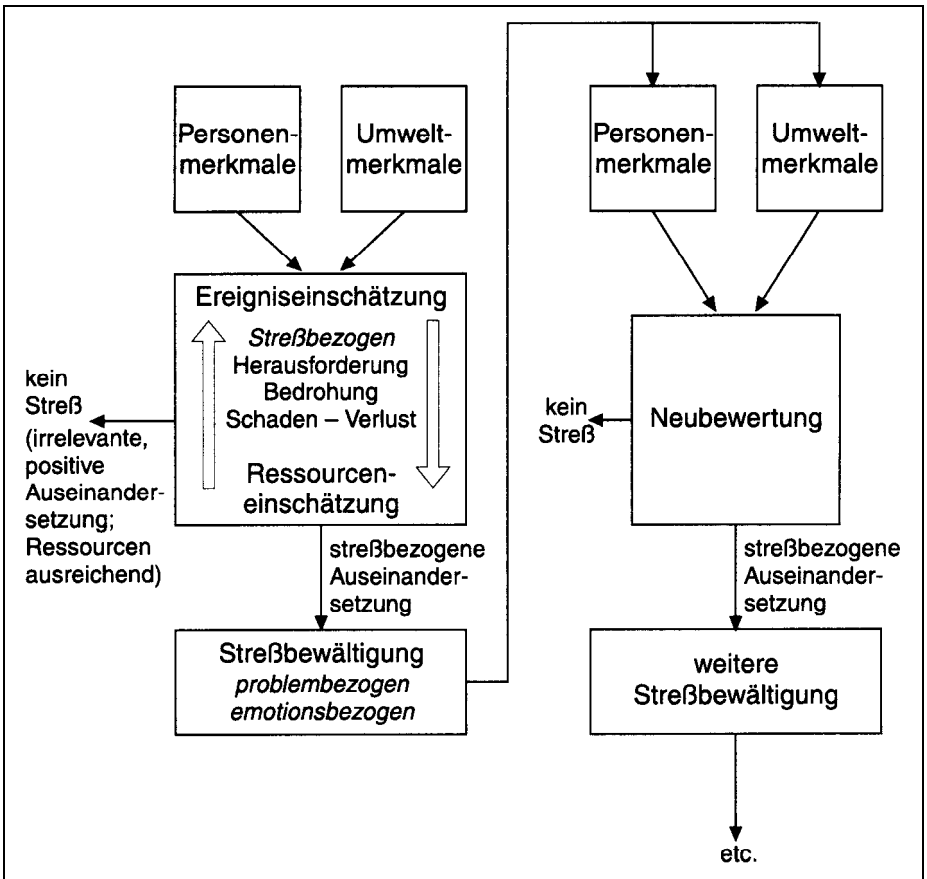 Personen-
merkmale
Umwelt-
merkmale
Ereigniseinschätzung
Streßbezogen
Herausforderung
Bedrohung
Schaden – Verlust
Ressourcen-
einschätzung
kein
Streß
(irrelevante,
positive
Auseinander-
setzung;
Ressourcen
ausreichend)
streßbezogene
Auseinander-
setzung
Streßbewältigung
problembezogen
emotionsbezogen
Personen-
merkmale
Umwelt-
merkmale
Neubewertung
kein
Streß
streßbezogene
Auseinander-
setzung
weitere
Streßbewältigung
etc.